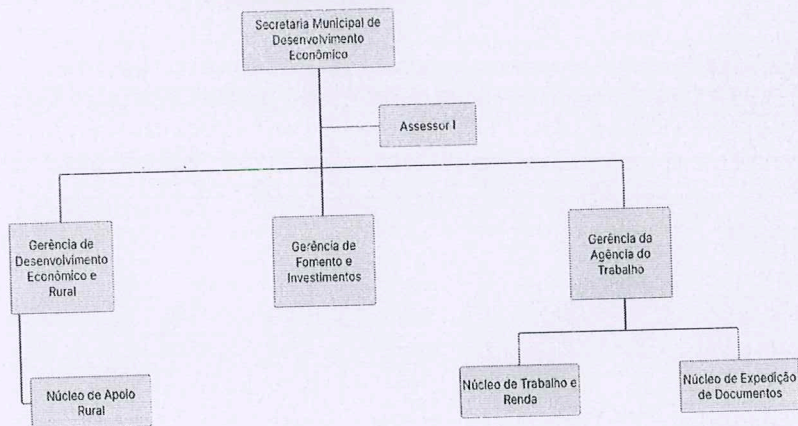 Secretaria Municipal de
Desenvolvimento
Econômico
Assessor I
Gerência de
Desenvolvimento
Econômico e
Rural
Gerência de
Fomento e
Investimentos
Gerência da
Agência do
Trabalho
Núcleo de Apoio
Rural
Núcleo de Trabalho e
Renda
Núcleo de Expedição
de Documentos